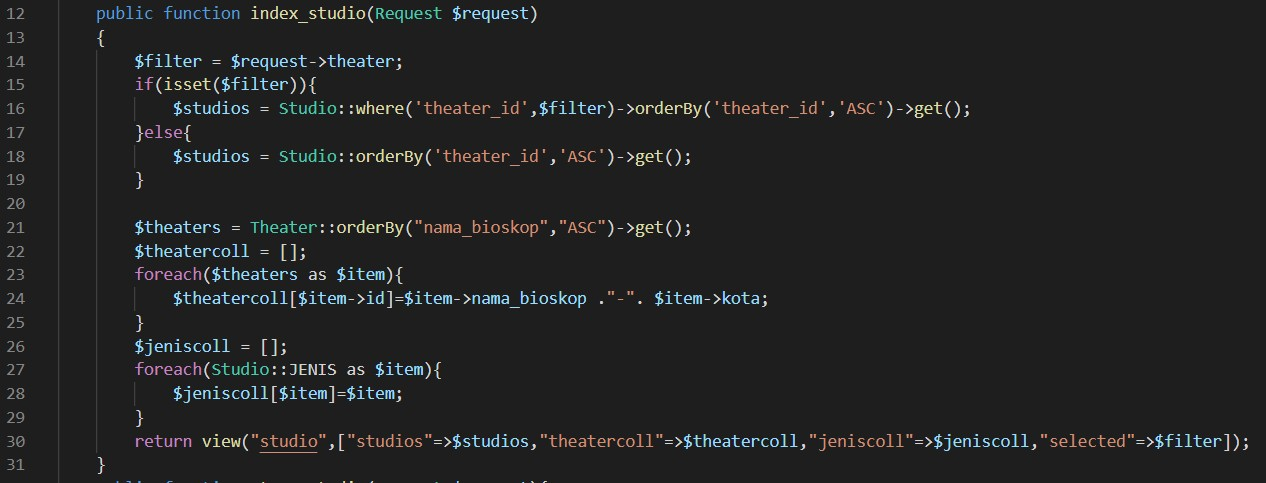 12 public function index_studio(Request $request)
13 {
14 $filter = $request->theater;
15 if(isset($filter)){
16 $studios = Studio::where('theater_id',$filter)->orderBy('theater_id','ASC')->get();
17 }else{
18 $studios = Studio::orderBy('theater_id','ASC')->get();
19 }
20
21 $theaters = Theater::orderBy("nama_bioskop","ASC")->get();
22 $theatercoll = [];
23 foreach($theaters as $item){
24 $theatercoll[$item->id]=$item->nama_bioskop ."-". $item->kota;
25 }
26 $jeniscoll = [];
27 foreach(Studio::JENIS as $item){
28 $jeniscoll[$item]=$item;
29 }
30 return view("studio",["studios"=>$studios,"theatercoll"=>$theatercoll,"jeniscoll"=>$jeniscoll,"selected"=>$filter]);
31 }